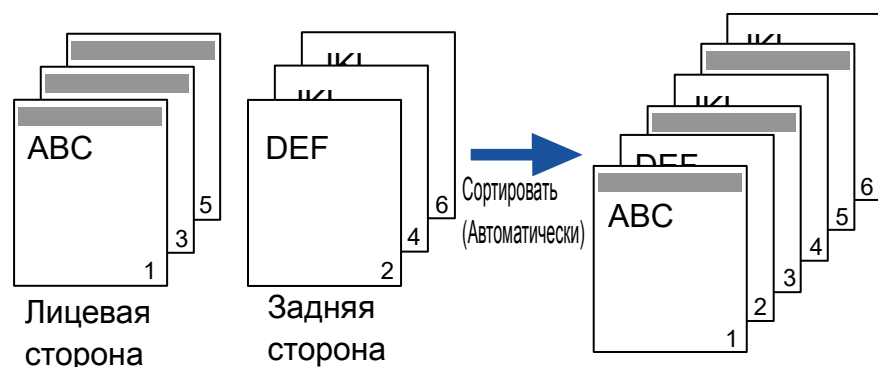 ABC
1
3
5
Лицевая
сторона
DEF
2
4
6
Задняя
сторона
Сортировать
(Автоматически)
ABC
DEF
1
2
3
4
5
6